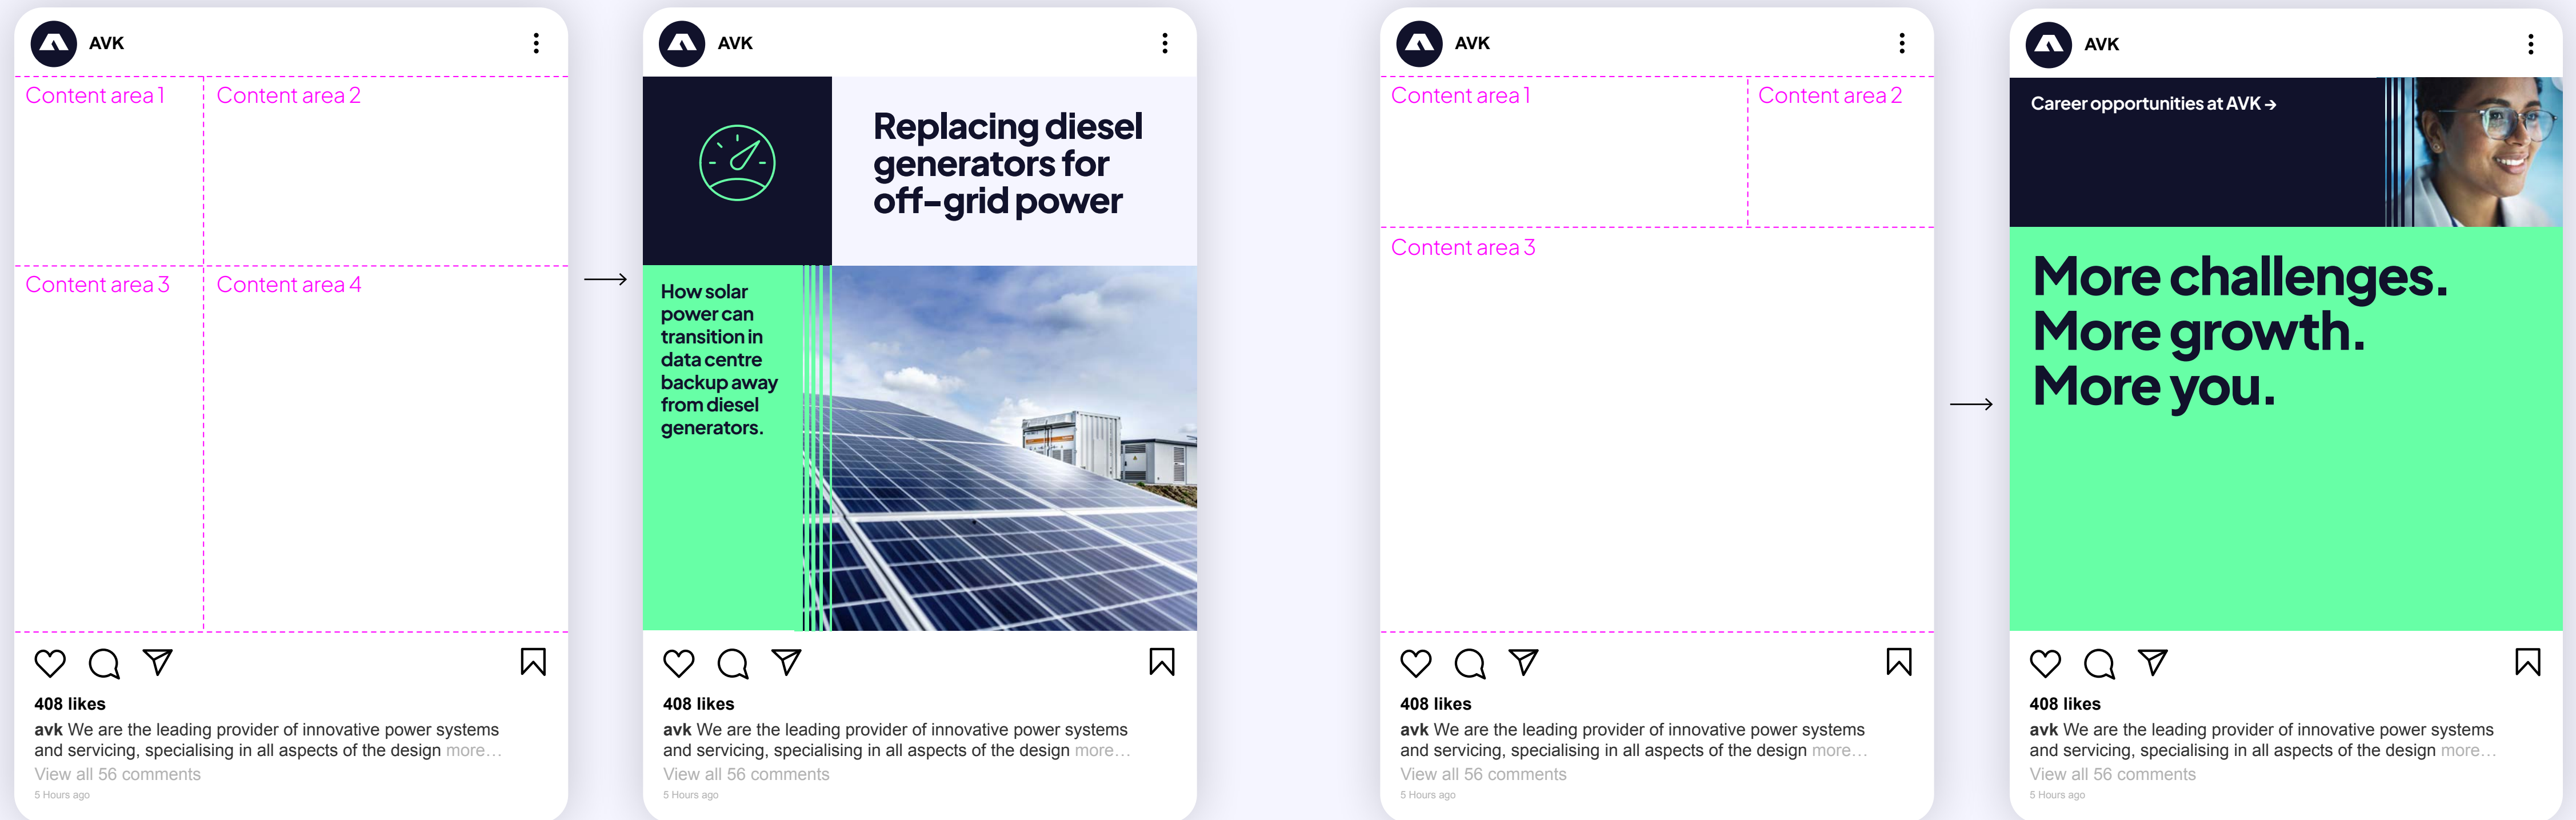 AVK
Content area 1
Content area 2
Content area 3
Content area 4
408 likes
avk We are the leading provider of innovative power systems
and servicing, specialising in all aspects of the design more...
View all 56 comments
5 Hours ago
AVK
Replacing diesel
generators for
off-grid power
How solar
power can
transition in
data centre
backup away
from diesel
generators.
408 likes
avk We are the leading provider of innovative power systems
and servicing, specialising in all aspects of the design more...
View all 56 comments
5 Hours ago
AVK
Content area 1
Content area 2
Content area 3
408 likes
avk We are the leading provider of innovative power systems
and servicing, specialising in all aspects of the design more...
View all 56 comments
5 Hours ago
AVK
Career opportunities at AVK →
More challenges.
More growth.
More you.
408 likes
avk We are the leading provider of innovative power systems
and servicing, specialising in all aspects of the design more...
View all 56 comments
5 Hours ago